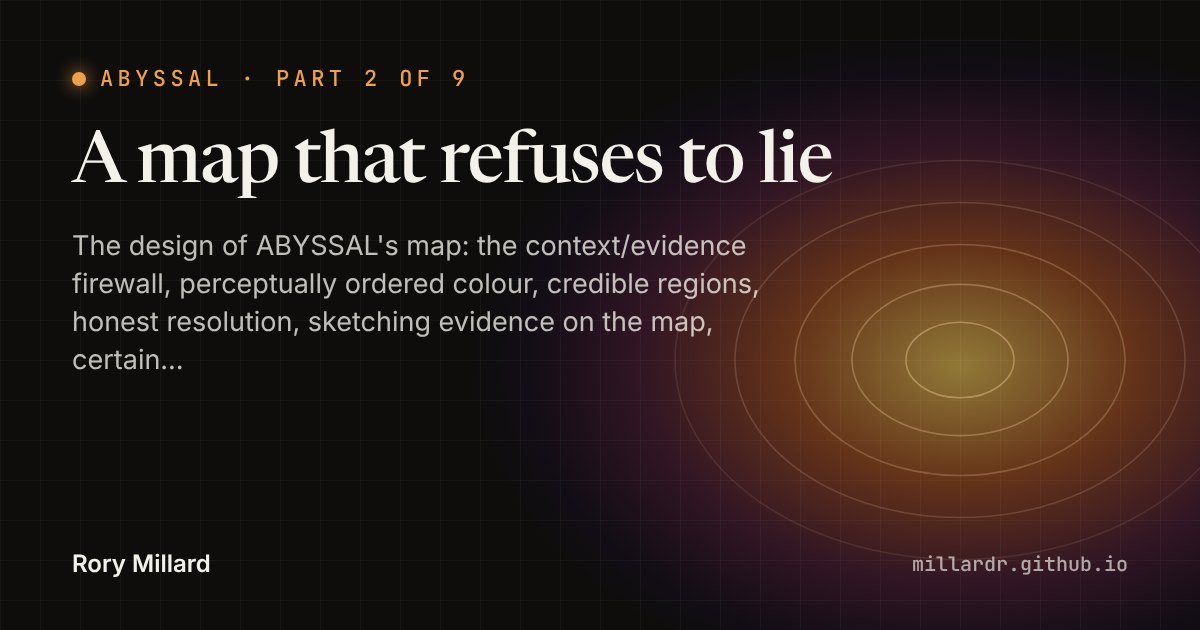 ABYSSAL · PART 2 OF 9
A map that refuses to lie
The design of ABYSSAL's map: the context/evidence
firewall, perceptually ordered colour, credible regions,
honest resolution, sketching evidence on the map,
certain...
Rory Millard
millardr.github.io